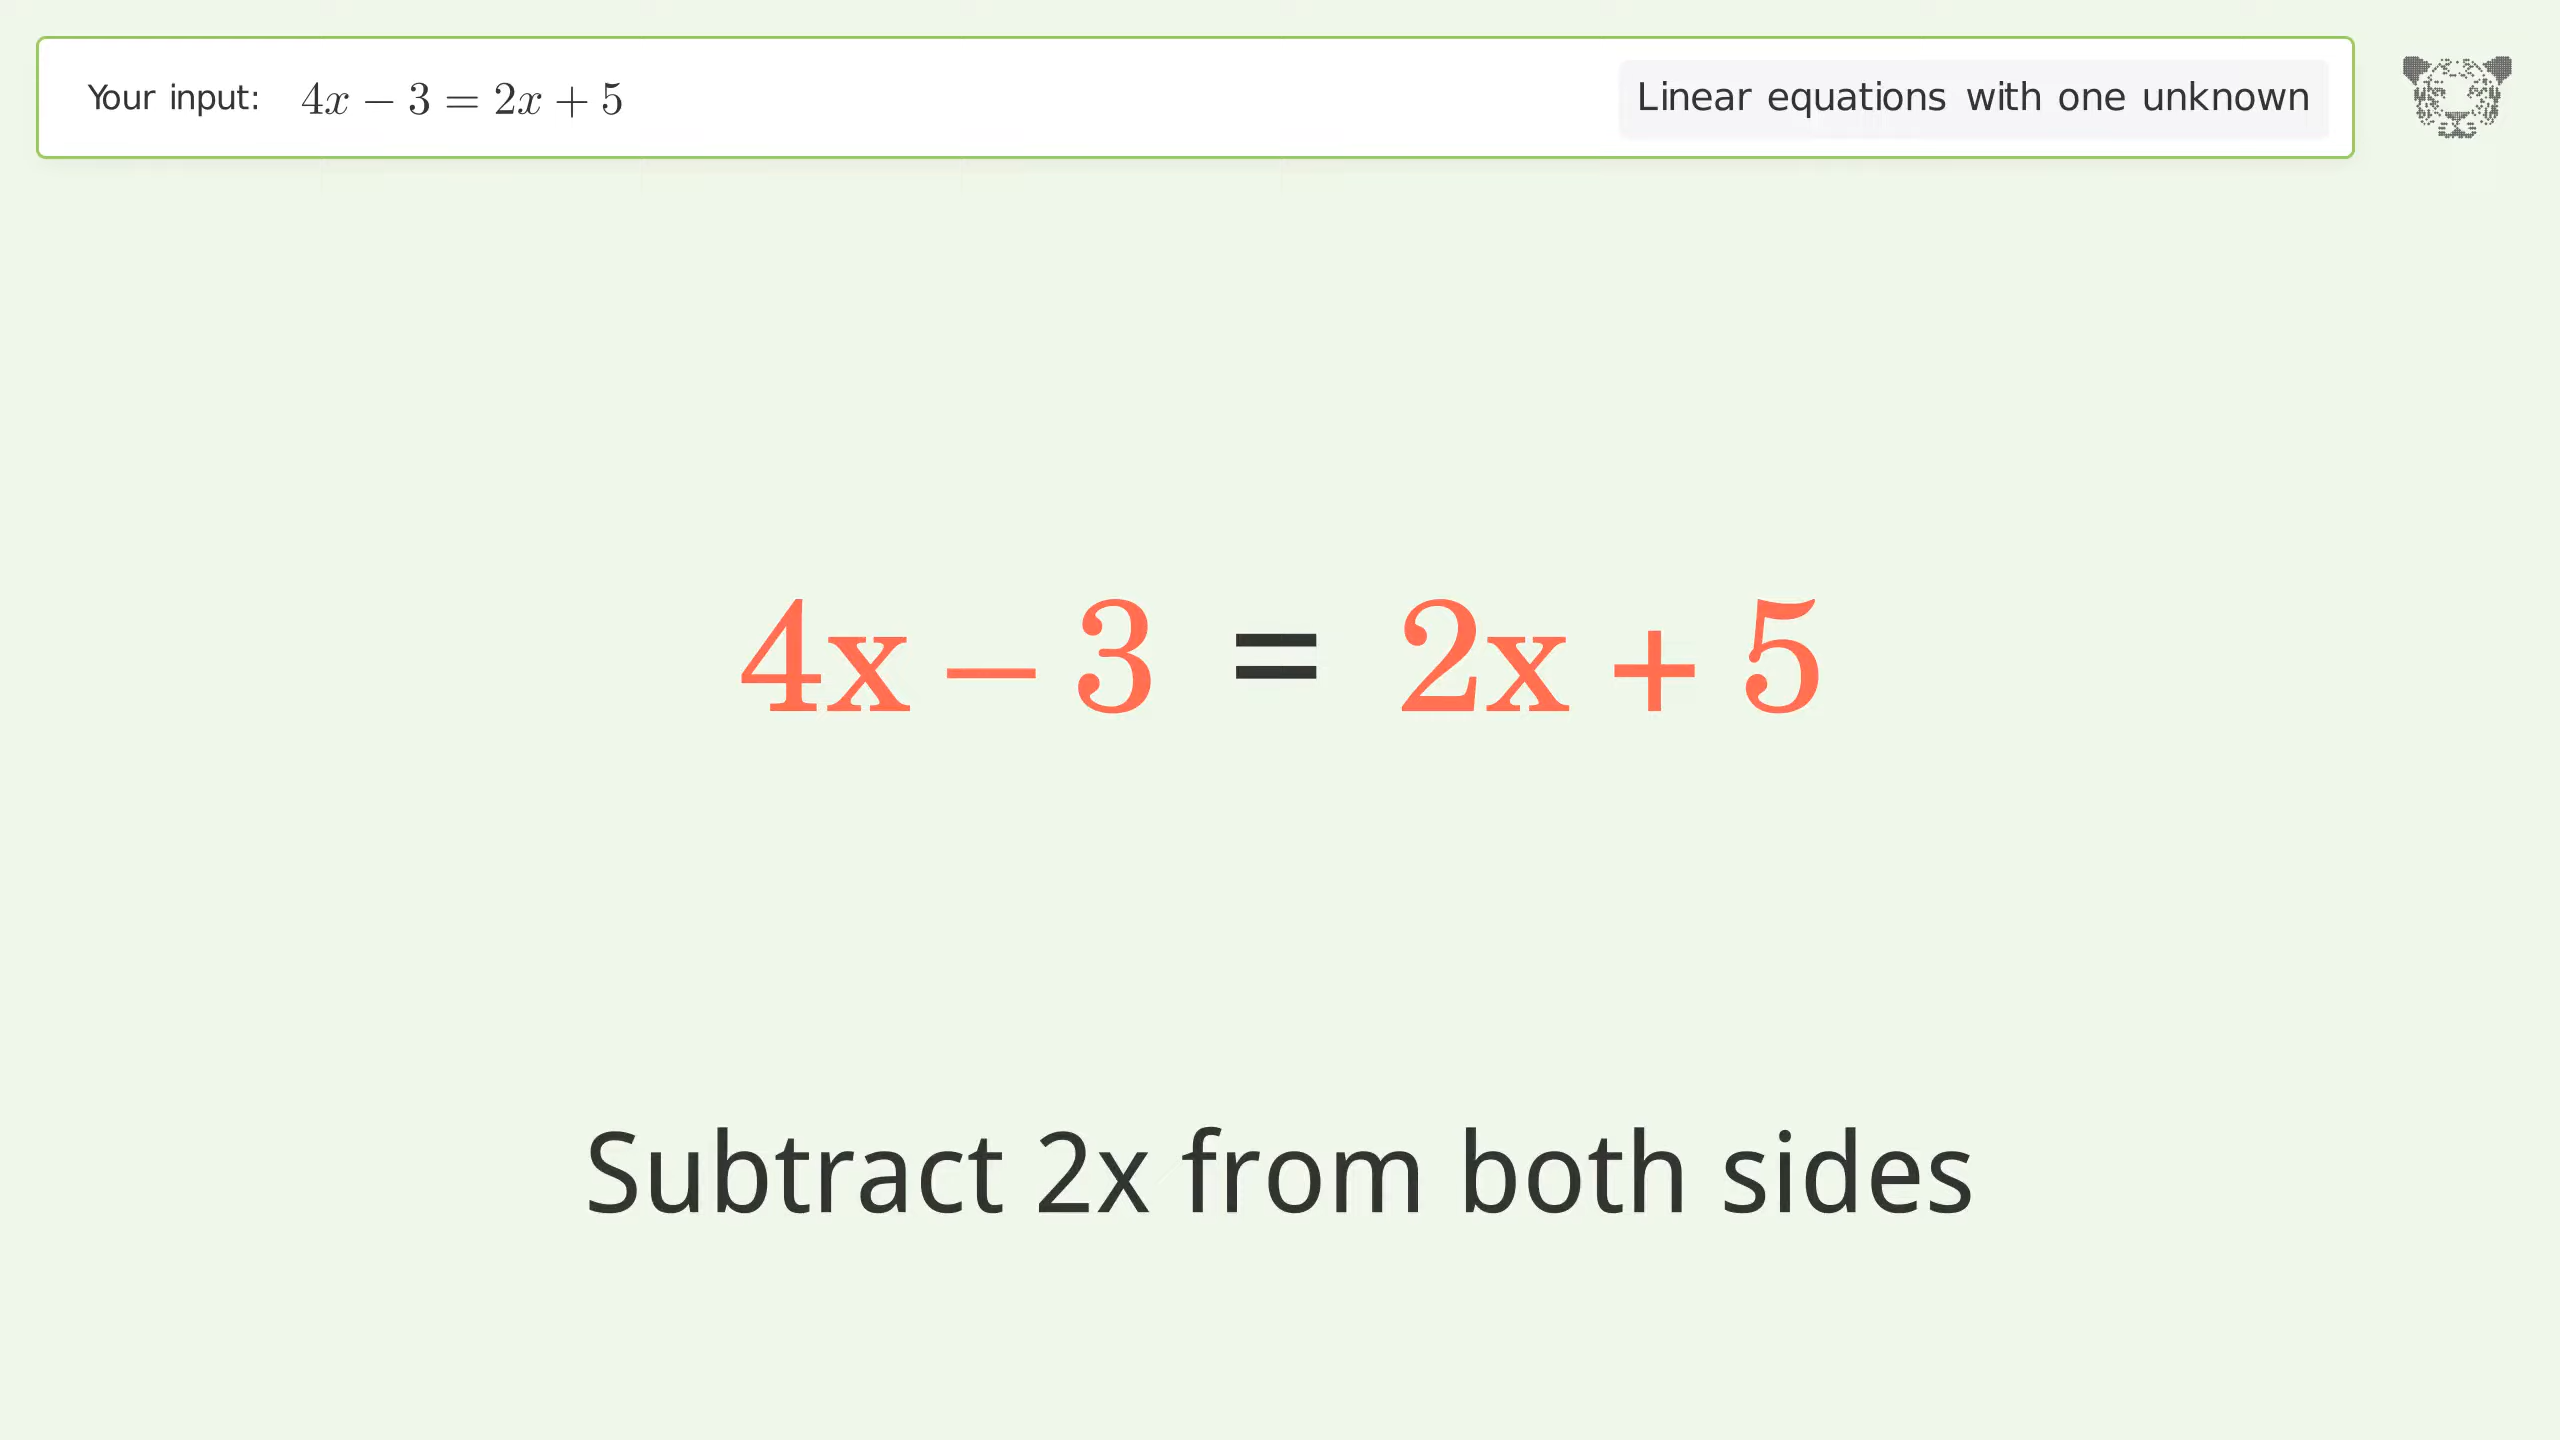 Your input: 4x − 3 = 2x + 5
Linear equations with one unknown
4x − 3 = 2x + 5
Subtract 2x from both sides